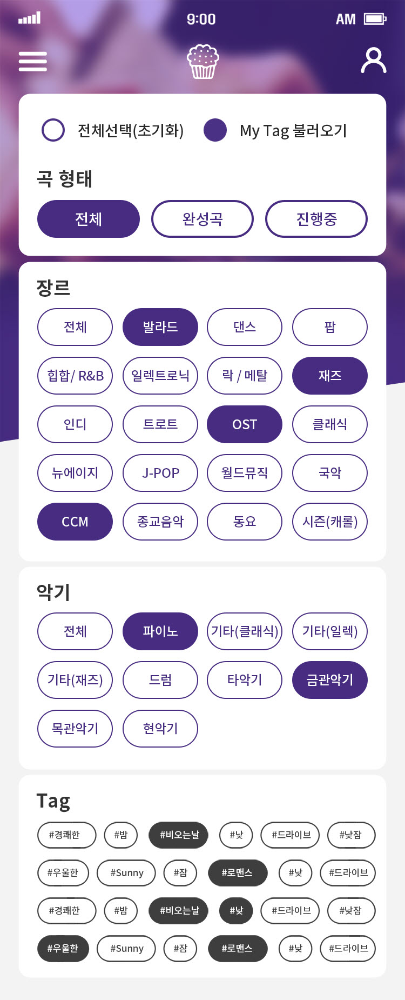 9:00 AM
전체선택(초기화) My Tag 불러오기
곡 형태
전체 완성곡 진행중
장르
전체 발라드 댄스 팝
힙합/ R&B 일렉트로닉 락 / 메탈 재즈
인디 트로트 OST 클래식
뉴에이지 J-POP 월드뮤직 국악
CCM 종교음악 동요 시즌(캐롤)
악기
전체 파이노 기타(클래식) 기타(일렉)
기타(재즈) 드럼 타악기 금관악기
목관악기 현악기
Tag
#경쾌한 #밤 #비오는날 #낮 #드라이브 #낮잠
#우울한 #Sunny #잠 #로맨스 #낮 #드라이브
#경쾌한 #밤 #비오는날 #낮 #드라이브 #낮잠
#우울한 #Sunny #잠 #로맨스 #낮 #드라이브